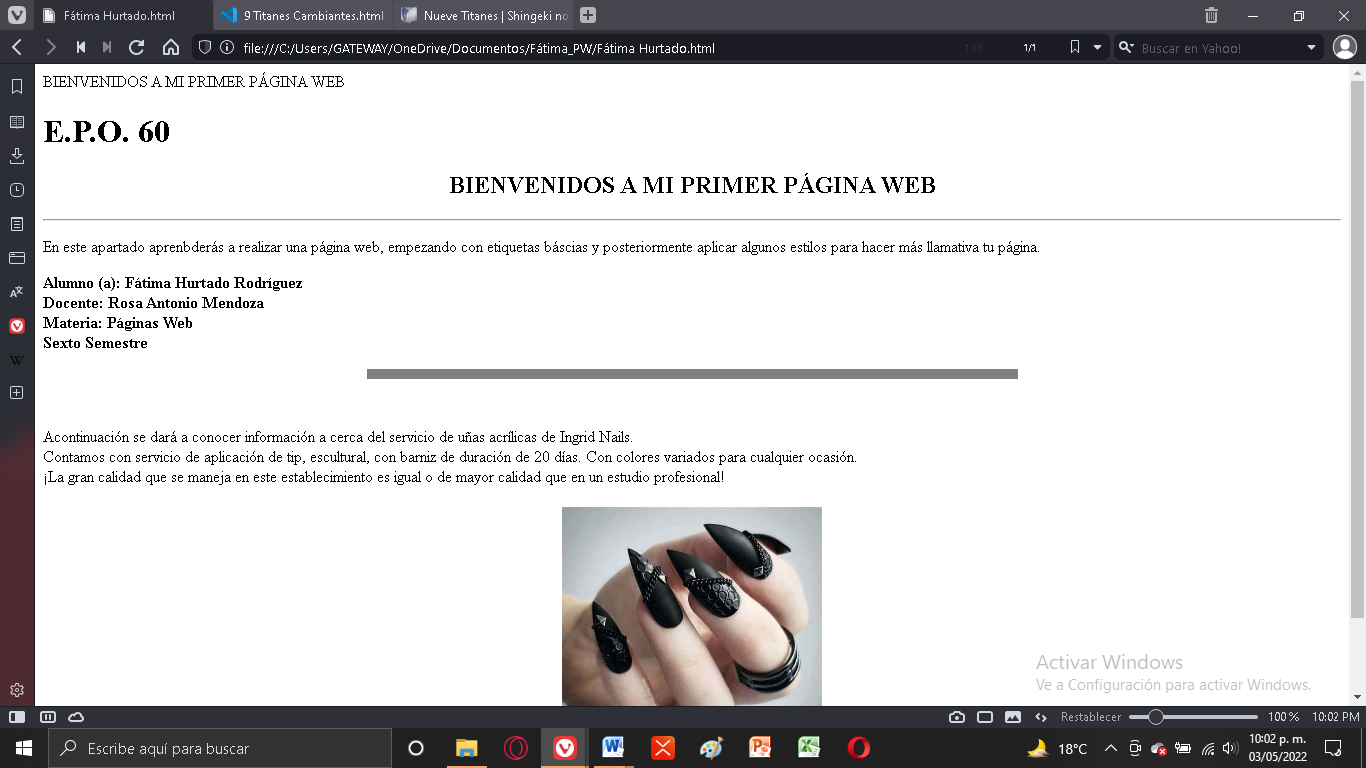 Fátima Hurtado.html
9 Titanes Cambiantes.html
Nueve Titanes | Shingeki no
file:///C:/Users/GATEWAY/OneDrive/Documentos/Fátima_PW/Fátima Hurtado.html
1 kB
1/1
Buscar en Yahoo!
BIENVENIDOS A MI PRIMER PÁGINA WEB
E.P.O. 60
BIENVENIDOS A MI PRIMER PÁGINA WEB
En este apartado aprenbderás a realizar una página web, empezando con etiquetas báscias y posteriormente aplicar algunos estilos para hacer más llamativa tu página.
Alumno (a): Fátima Hurtado Rodríguez
Docente: Rosa Antonio Mendoza
Materia: Páginas Web
Sexto Semestre
Acontinuación se dará a conocer información a cerca del servicio de uñas acrílicas de Ingrid Nails.
Contamos con servicio de aplicación de tip, escultural, con barniz de duración de 20 días. Con colores variados para cualquier ocasión.
¡La gran calidad que se maneja en este establecimiento es igual o de mayor calidad que en un estudio profesional!
Activar Windows
Ve a Configuración para activar Windows.
Restablecer
100 %
10:02 PM
Escribe aquí para buscar
18°C
10:02 p. m.
03/05/2022